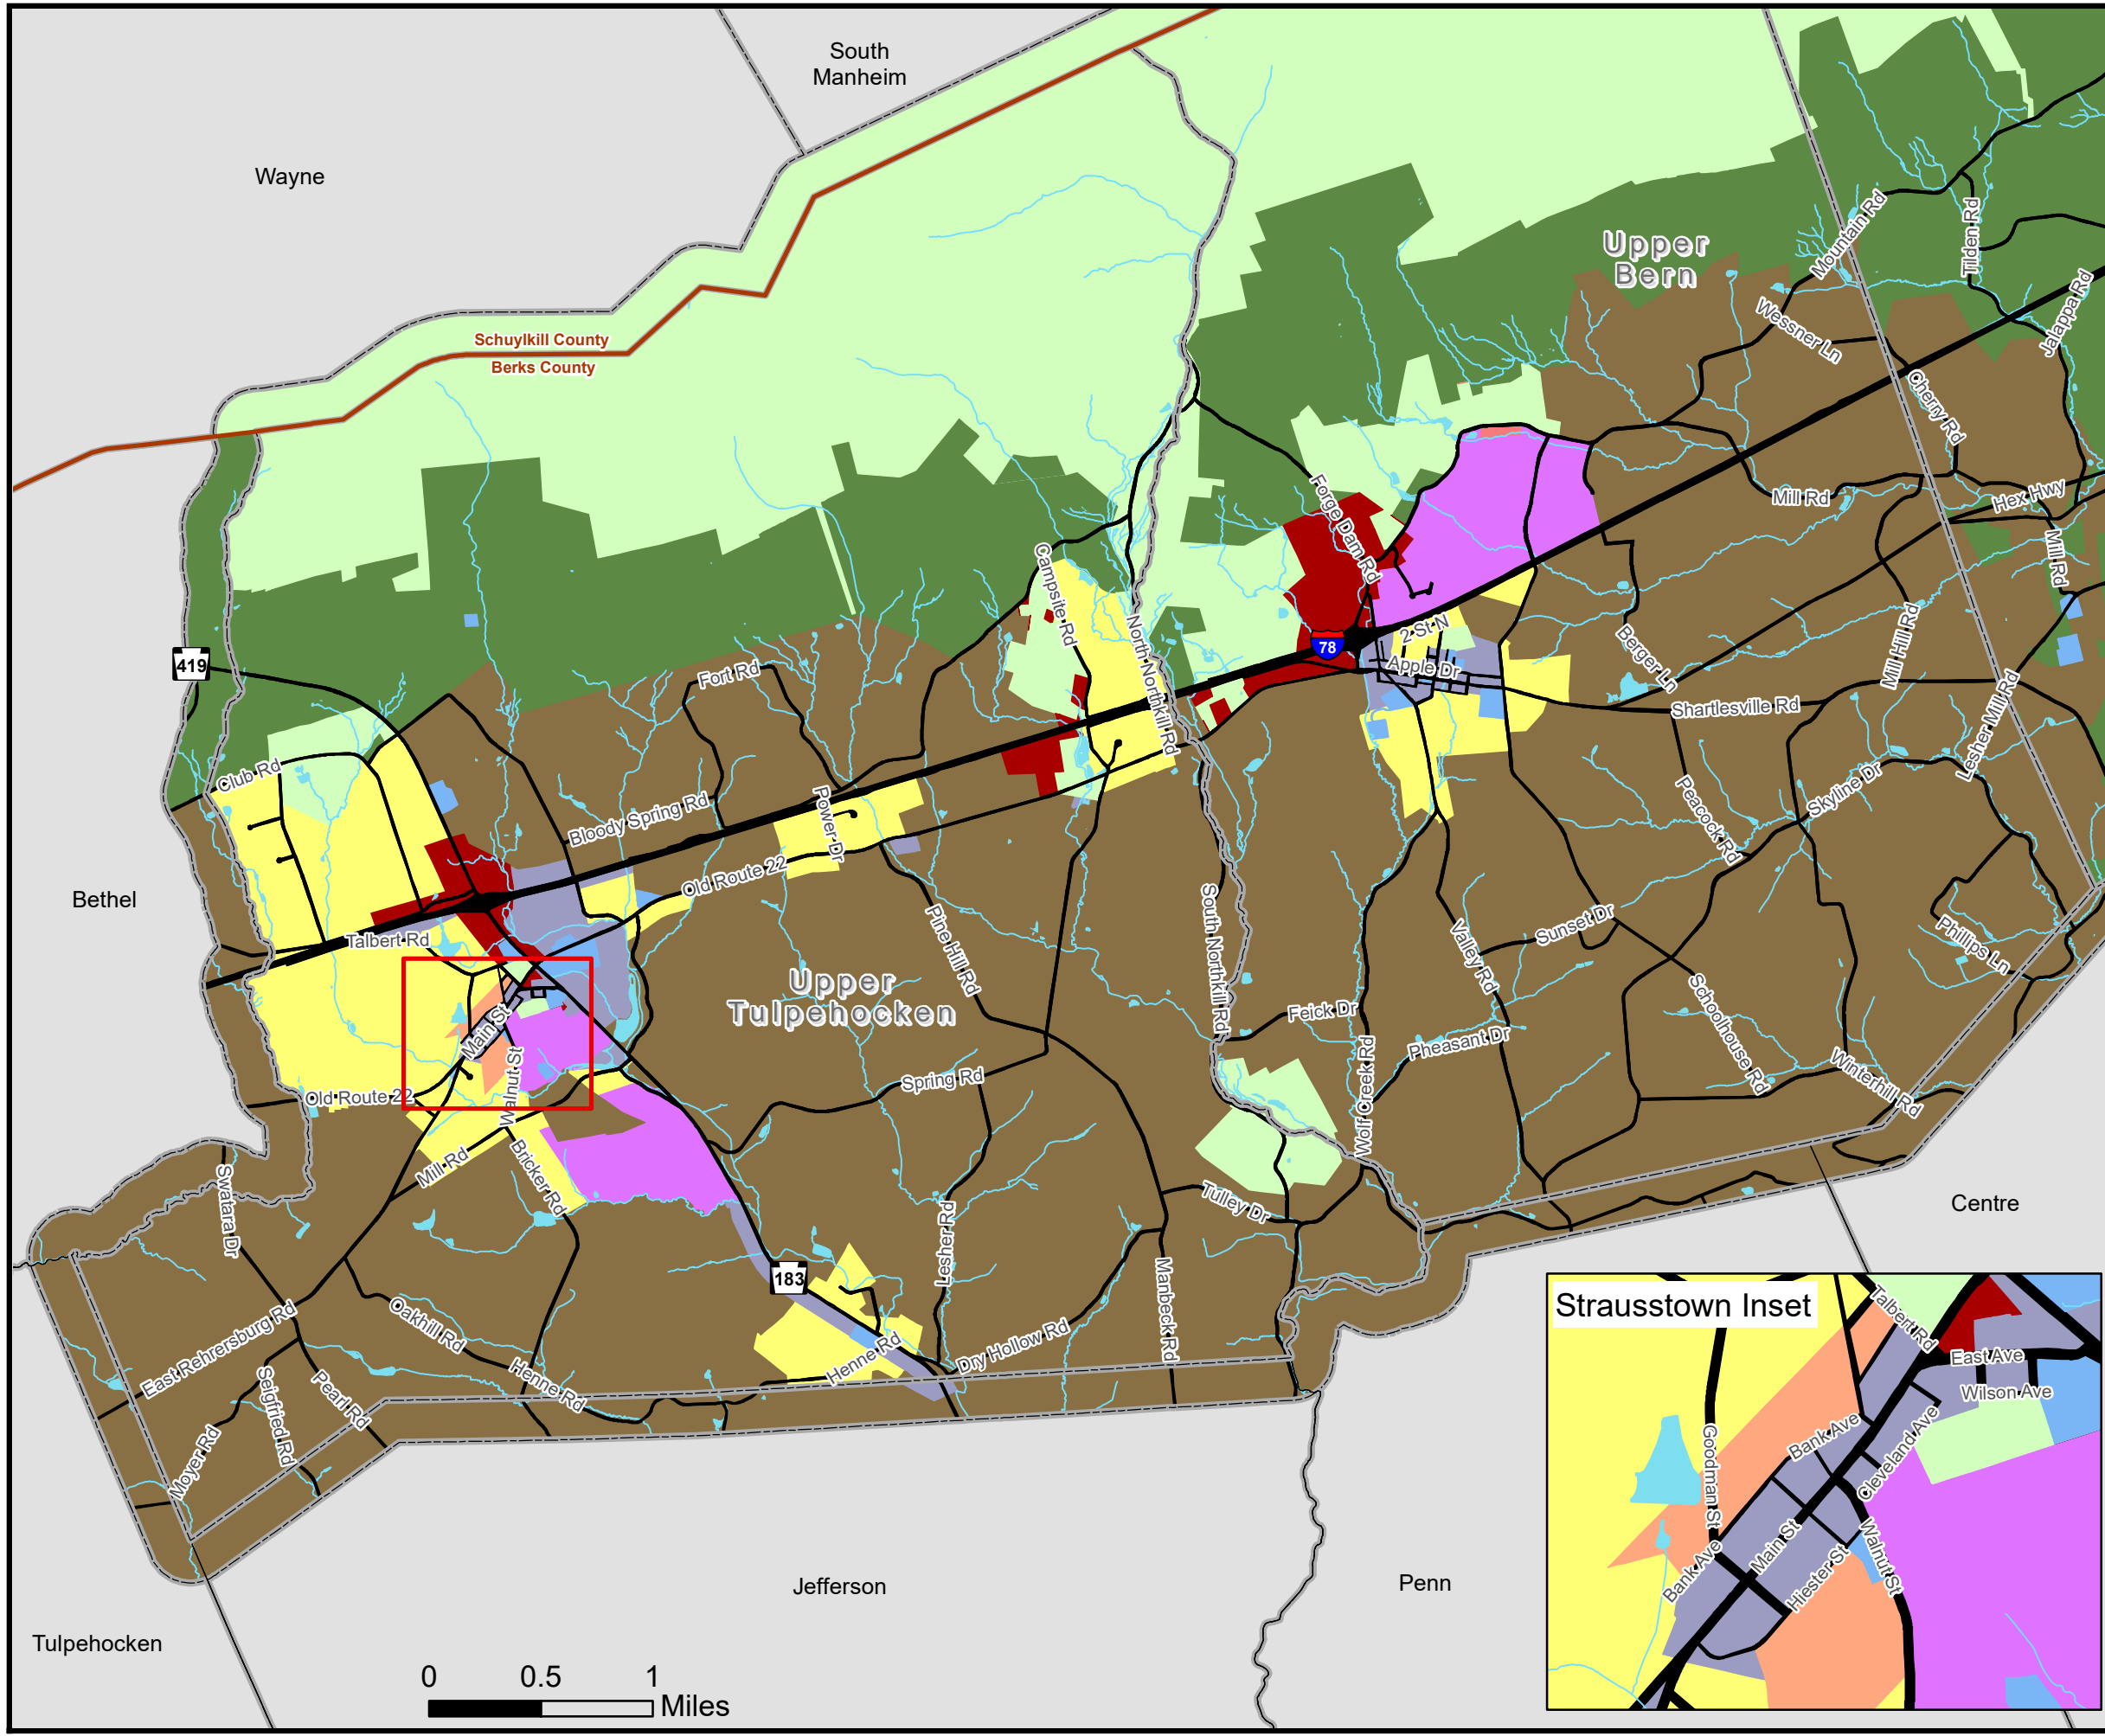 South
Manheim
Wayne
Schuylkill County
Berks County
Upper
Bern
Mountain Rd
Tilden Rd
Jalappa Rd
Wessner Ln
Cherry Rd
Mill Rd
Hex Hwy
Mill Rd
Forge Dam Rd
Campsite Rd
North Northkill Rd
419
78
2 St N
Apple Dr
Berger Ln
Mill Hill Rd
Fort Rd
Club Rd
Shartlesville Rd
Lesher Mill Rd
Bloody Spring Rd
Power Dr
Peacock Rd
Skyline Dr
Old Route 22
Bethel
Talbert Rd
Pine Hill Rd
South Northkill Rd
Valley Rd
Sunset Dr
Phillips Ln
Upper
Tulpehocken
Main St
Walnut St
Feick Dr
Pheasant Dr
Schoolhouse Rd
Wolf Creek Rd
Winterhill Rd
Old Route 22
Spring Rd
Mill Rd
Bricker Rd
Swatara Dr
Tulley Dr
Centre
183
Lesher Rd
Manbeck Rd
East Rehrersburg Rd
Oakhill Rd
Henne Rd
Dry Hollow Rd
Seigfried Rd
Pearl Rd
Henne Rd
Moyer Rd
Strausstown Inset
Talbert Rd
East Ave
Wilson Ave
Goodman St
Bank Ave
Cleveland Ave
Main St
Bank Ave
Hiester St
Walnut St
Jefferson
Penn
Tulpehocken
0 0.5 1
Miles